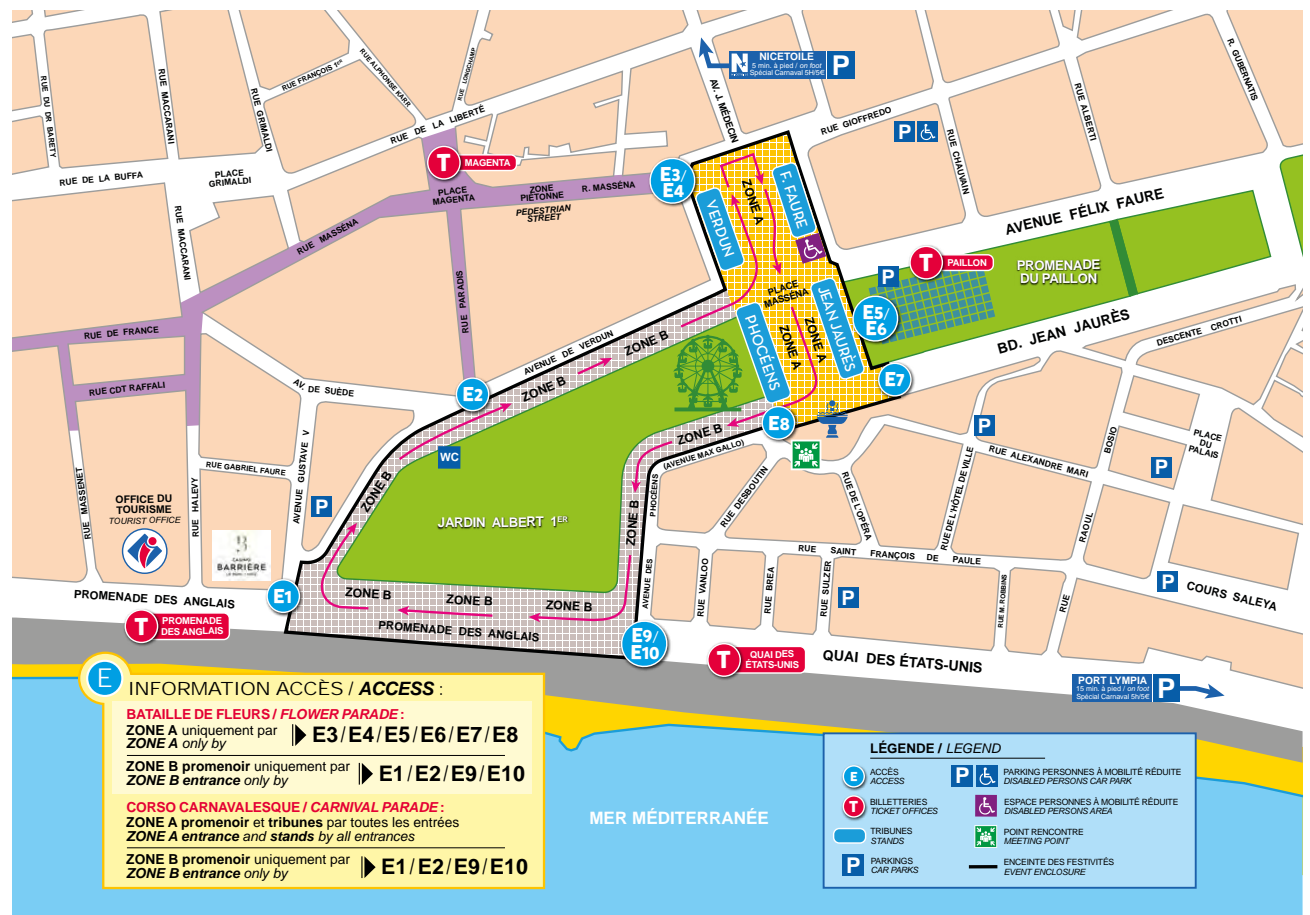 N NICETOILE P
5 min. à pied / on foot
Spécial Carnaval 5H/5€
RUE DU DR BARETY
RUE MACCARANI
RUE GRIMALDI
RUE FRANÇOIS 1er
RUE ALPHONSE KARR
RUE LONGCHAMP
RUE DE LA LIBERTÉ
AV. J. MÉDECIN
RUE GIOFFREDO
P
RUE CHAUVAIN
RUE ALBERTI
R. GUBERNATIS
RUE DE LA BUFFA
PLACE
GRIMALDI
T MAGENTA
PLACE
MAGENTA
ZONE
PIÉTONNE
R. MASSÉNA
PEDESTRIAN
STREET
E3/
E4
VERDUN
ZONE A
F. FAURE
AVENUE FÉLIX FAURE
RUE MASSÉNA
RUE MACCARANI
RUE PARADIS
T PAILLON
P
PROMENADE
DU PAILLON
PLACE
MASSÉNA
JEAN JAURÈS
E5/
E6
PHOCÉENS
ZONE A
ZONE A
BD. JEAN JAURÈS
DESCENTE CROTTI
RUE DE FRANCE
AVENUE DE VERDUN
ZONE B
ZONE B
RUE CDT RAFFALI
AV. DE SUÈDE
E2
E7
E8
ZONE B
(AVENUE MAX GALLO)
WC
RUE GABRIEL FAURE
AVENUE GUSTAVE V
P
ZONE B
RUE MASSENET
RUE HALEVY
OFFICE DU
TOURISME
TOURIST OFFICE
CASINO
BARRIÈRE
JARDIN ALBERT 1ER
ZONE B
AVENUE DES
PHOCÉENS
RUE DESBOUTIN
RUE DE L'OPÉRA
RUE DE L'HÔTEL DE VILLE
P
RUE ALEXANDRE MARI
BOSIO
RAOUL
RUE
PLACE
DU
PALAIS
P
RUE SAINT FRANÇOIS DE PAULE
RUE VANLOO
RUE BREA
RUE SULZER
P
RUE M. ROBBINS
P
COURS SALEYA
E1
PROMENADE DES ANGLAIS
T PROMENADE
DES ANGLAIS
ZONE B
ZONE B
ZONE B
PROMENADE DES ANGLAIS
E9/
E10
T QUAI DES
ÉTATS-UNIS
QUAI DES ÉTATS-UNIS
PORT LYMPIA P
15 min. à pied / on foot
Spécial Carnaval 5h/5€
E INFORMATION ACCÈS / ACCESS :
BATAILLE DE FLEURS / FLOWER PARADE :
ZONE A uniquement par
ZONE A only by
E3/E4/E5/E6/E7/E8
ZONE B promenoir uniquement par
ZONE B entrance only by
E1/E2/E9/E10
CORSO CARNAVALESQUE / CARNIVAL PARADE :
ZONE A promenoir et tribunes par toutes les entrées
ZONE A entrance and stands by all entrances
ZONE B promenoir uniquement par
ZONE B entrance only by
E1/E2/E9/E10
MER MÉDITERRANÉE
LÉGENDE / LEGEND
E ACCÈS
ACCESS
T BILLETTERIES
TICKET OFFICES
TRIBUNES
STANDS
P PARKINGS
CAR PARKS
P PARKING PERSONNES À MOBILITÉ RÉDUITE
DISABLED PERSONS CAR PARK
ESPACE PERSONNES À MOBILITÉ RÉDUITE
DISABLED PERSONS AREA
POINT RENCONTRE
MEETING POINT
ENCEINTE DES FESTIVITÉS
EVENT ENCLOSURE